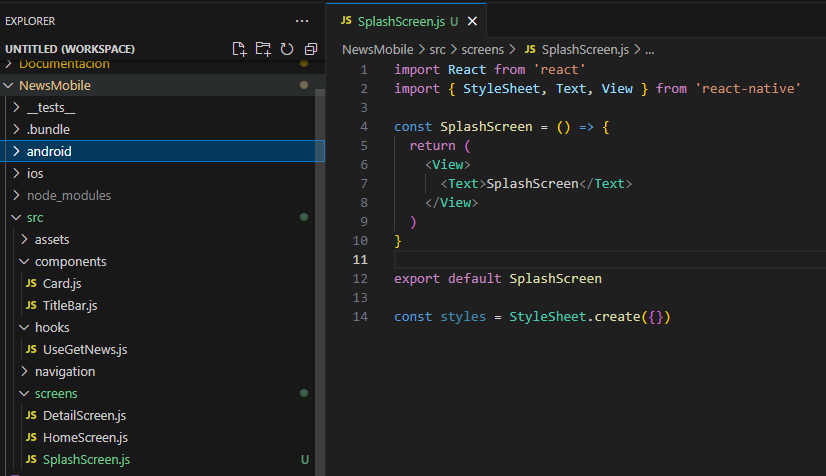 EXPLORER
UNTITLED (WORKSPACE)
Documentacion
NewsMobile
__tests__
.bundle
android
ios
node_modules
src
assets
components
JS Card.js
JS TitleBar.js
hooks
JS UseGetNews.js
navigation
screens
JS DetailScreen.js
JS HomeScreen.js
JS SplashScreen.js U
JS SplashScreen.js U
NewsMobile > src > screens > JS SplashScreen.js > ...
1 import React from 'react'
2 import { StyleSheet, Text, View } from 'react-native'
3
4 const SplashScreen = () => {
5 return (
6 <View>
7 <Text>SplashScreen</Text>
8 </View>
9 )
10 }
11
12 export default SplashScreen
13
14 const styles = StyleSheet.create({})